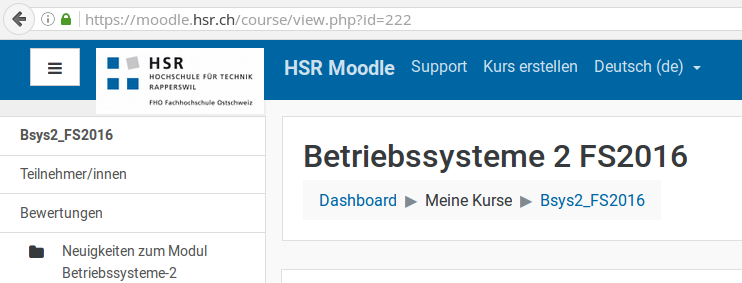 https://moodle.hsr.ch/course/view.php?id=222
HSR
HOCHSCHULE FÜR TECHNIK
RAPPERSWIL
FHO Fachhochschule Ostschweiz
HSR Moodle Support Kurs erstellen Deutsch (de)
Bsys2_FS2016
Teilnehmer/innen
Bewertungen
Neuigkeiten zum Modul
Betriebssysteme-2
Betriebssysteme 2 FS2016
Dashboard ▶ Meine Kurse ▶ Bsys2_FS2016